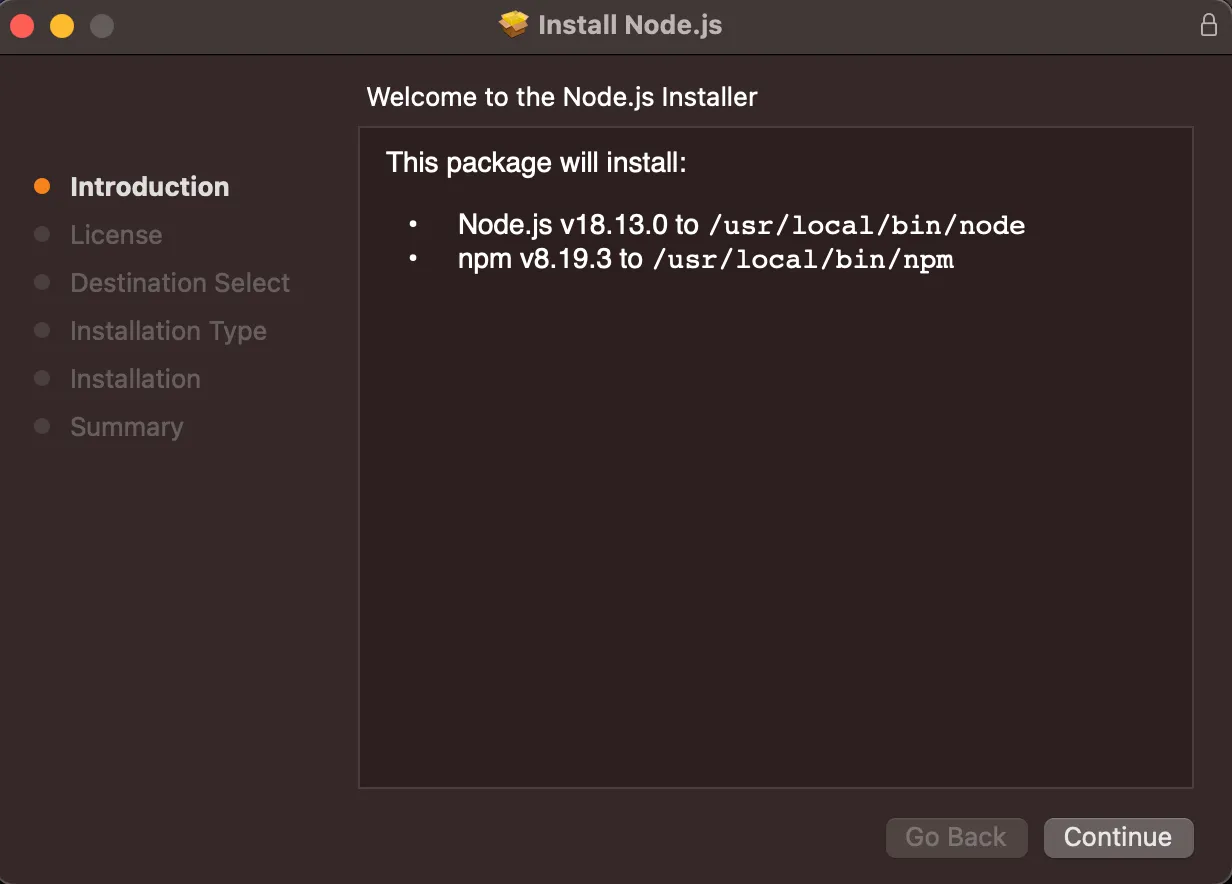 Install Node.js
Welcome to the Node.js Installer
Introduction
License
Destination Select
Installation Type
Installation
Summary
This package will install:
• Node.js v18.13.0 to /usr/local/bin/node
• npm v8.19.3 to /usr/local/bin/npm
Go Back
Continue